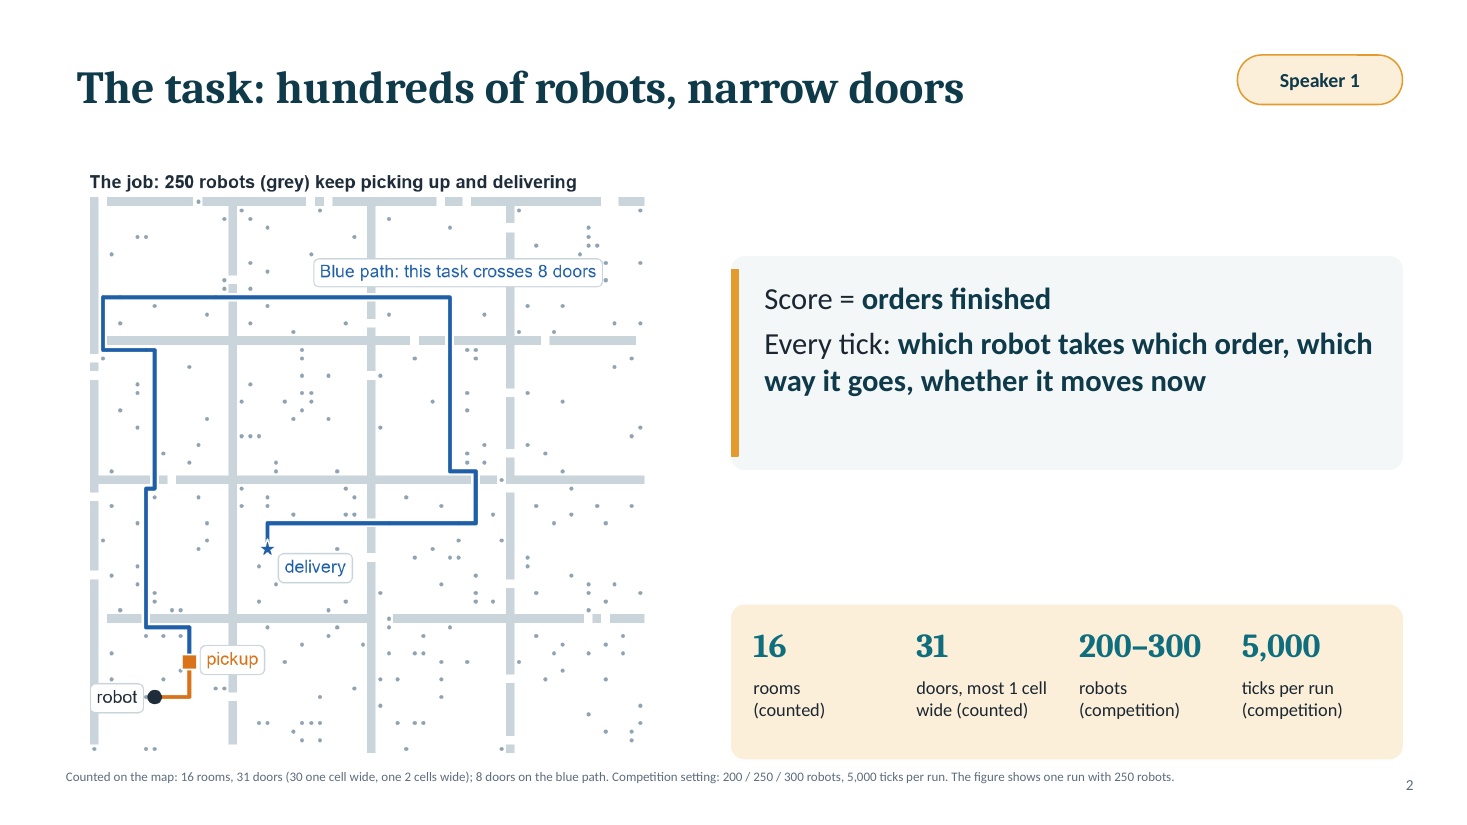 The task: hundreds of robots, narrow doors
Speaker 1
The job: 250 robots (grey) keep picking up and delivering
Blue path: this task crosses 8 doors
delivery
pickup
robot
Score = orders finished
Every tick: which robot takes which order, which
way it goes, whether it moves now
16
rooms
(counted)
31
doors, most 1 cell
wide (counted)
200–300
robots
(competition)
5,000
ticks per run
(competition)
Counted on the map: 16 rooms, 31 doors (30 one cell wide, one 2 cells wide); 8 doors on the blue path. Competition setting: 200 / 250 / 300 robots, 5,000 ticks per run. The figure shows one run with 250 robots.
2